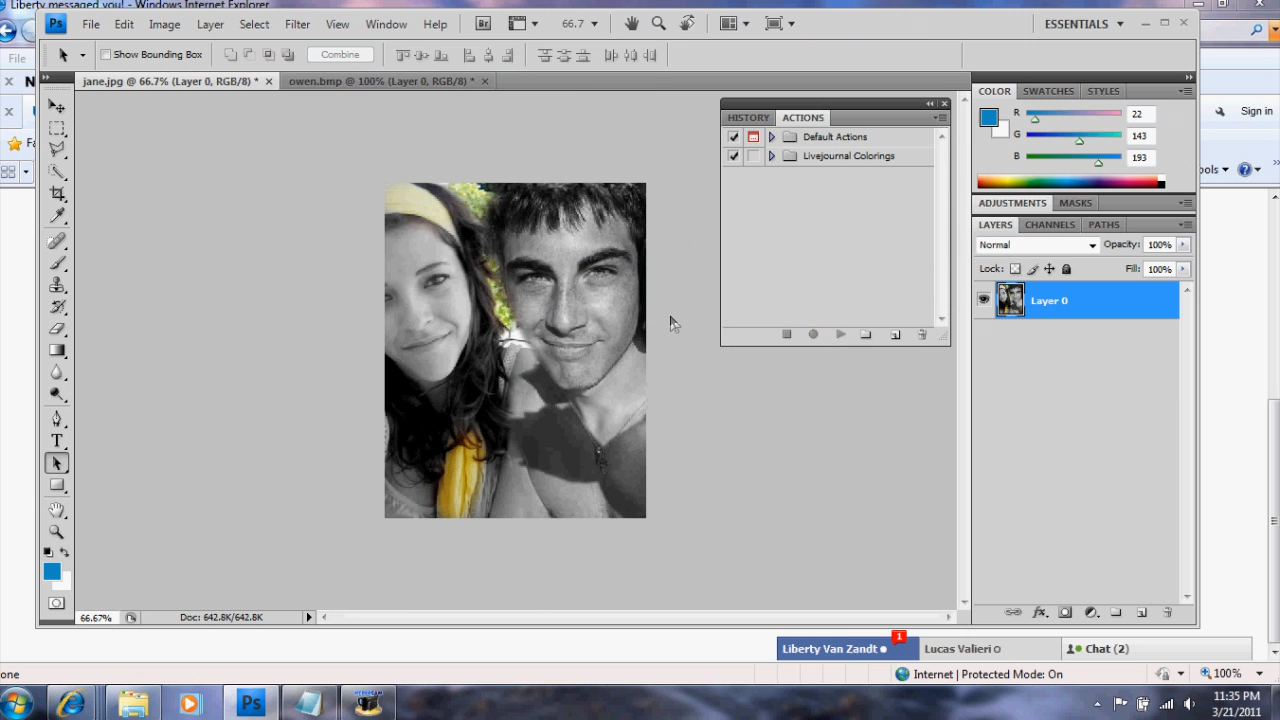 Liberty messaged you! - Windows Internet Explorer
Ps File Edit Image Layer Select Filter View Window Help Br 66.7 ESSENTIALS
Show Bounding Box Combine
jane.jpg @ 66.7% (Layer 0, RGB/8) * owen.bmp @ 100% (Layer 0, RGB/8) *
COLOR SWATCHES STYLES
R 22
G 143
B 193
HISTORY ACTIONS
Default Actions
Livejournal Colorings
Sign in
ADJUSTMENTS MASKS
LAYERS CHANNELS PATHS
Normal Opacity: 100%
Lock: Fill: 100%
Layer 0
T
66.67% Doc: 642.8K/642.8K
1
Liberty Van Zandt Lucas Valieri Chat (2)
one Internet | Protected Mode: On 100%
Ps
11:35 PM
3/21/2011